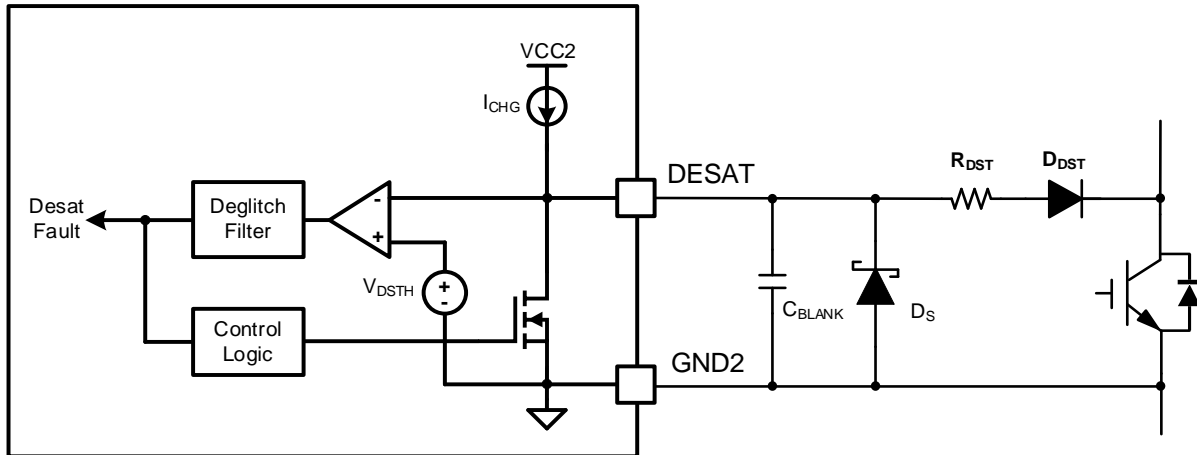 VCC2
I_CHG
DESAT
R_DST
D_DST
Desat
Fault
Deglitch
Filter
-
+
V_DSTH
+
-
C_BLANK
D_S
Control
Logic
GND2